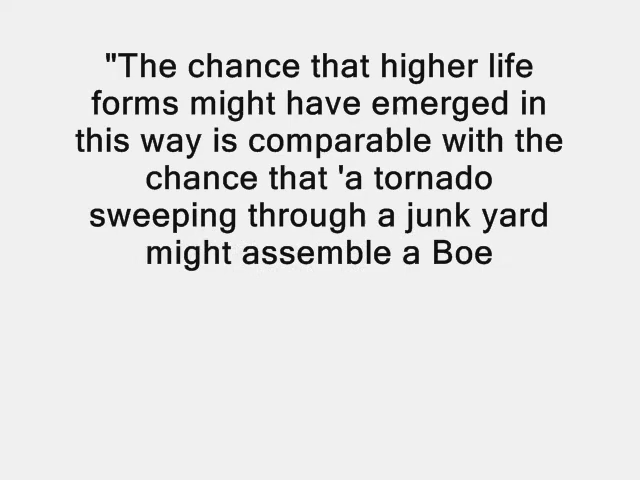 "The chance that higher life
forms might have emerged in
this way is comparable with the
chance that 'a tornado
sweeping through a junk yard
might assemble a Boe